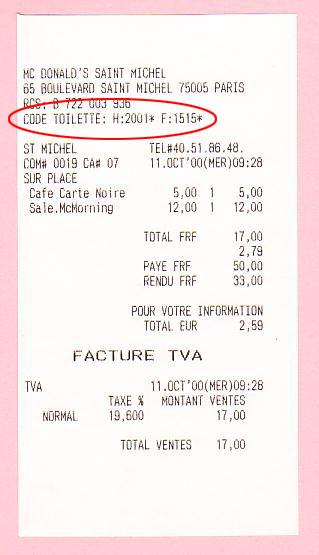 MC DONALD'S SAINT MICHEL
65 BOULEVARD SAINT MICHEL 75005 PARIS
RCS: B 722 003 936
CODE TOILETTE: H:2001* F:1515*
ST MICHEL TEL#40.51.86.48.
COM# 0019 CA# 07 11.OCT'00(MER)09:28
SUR PLACE
Cafe Carte Noire 5,00 1 5,00
Sale.McMorning 12,00 1 12,00
TOTAL FRF 17,00
2,79
PAYE FRF 50,00
RENDU FRF 33,00
POUR VOTRE INFORMATION
TOTAL EUR 2,59
FACTURE TVA
TVA 11.OCT'00(MER)09:28
TAXE % MONTANT VENTES
NORMAL 19,600 17,00
TOTAL VENTES 17,00